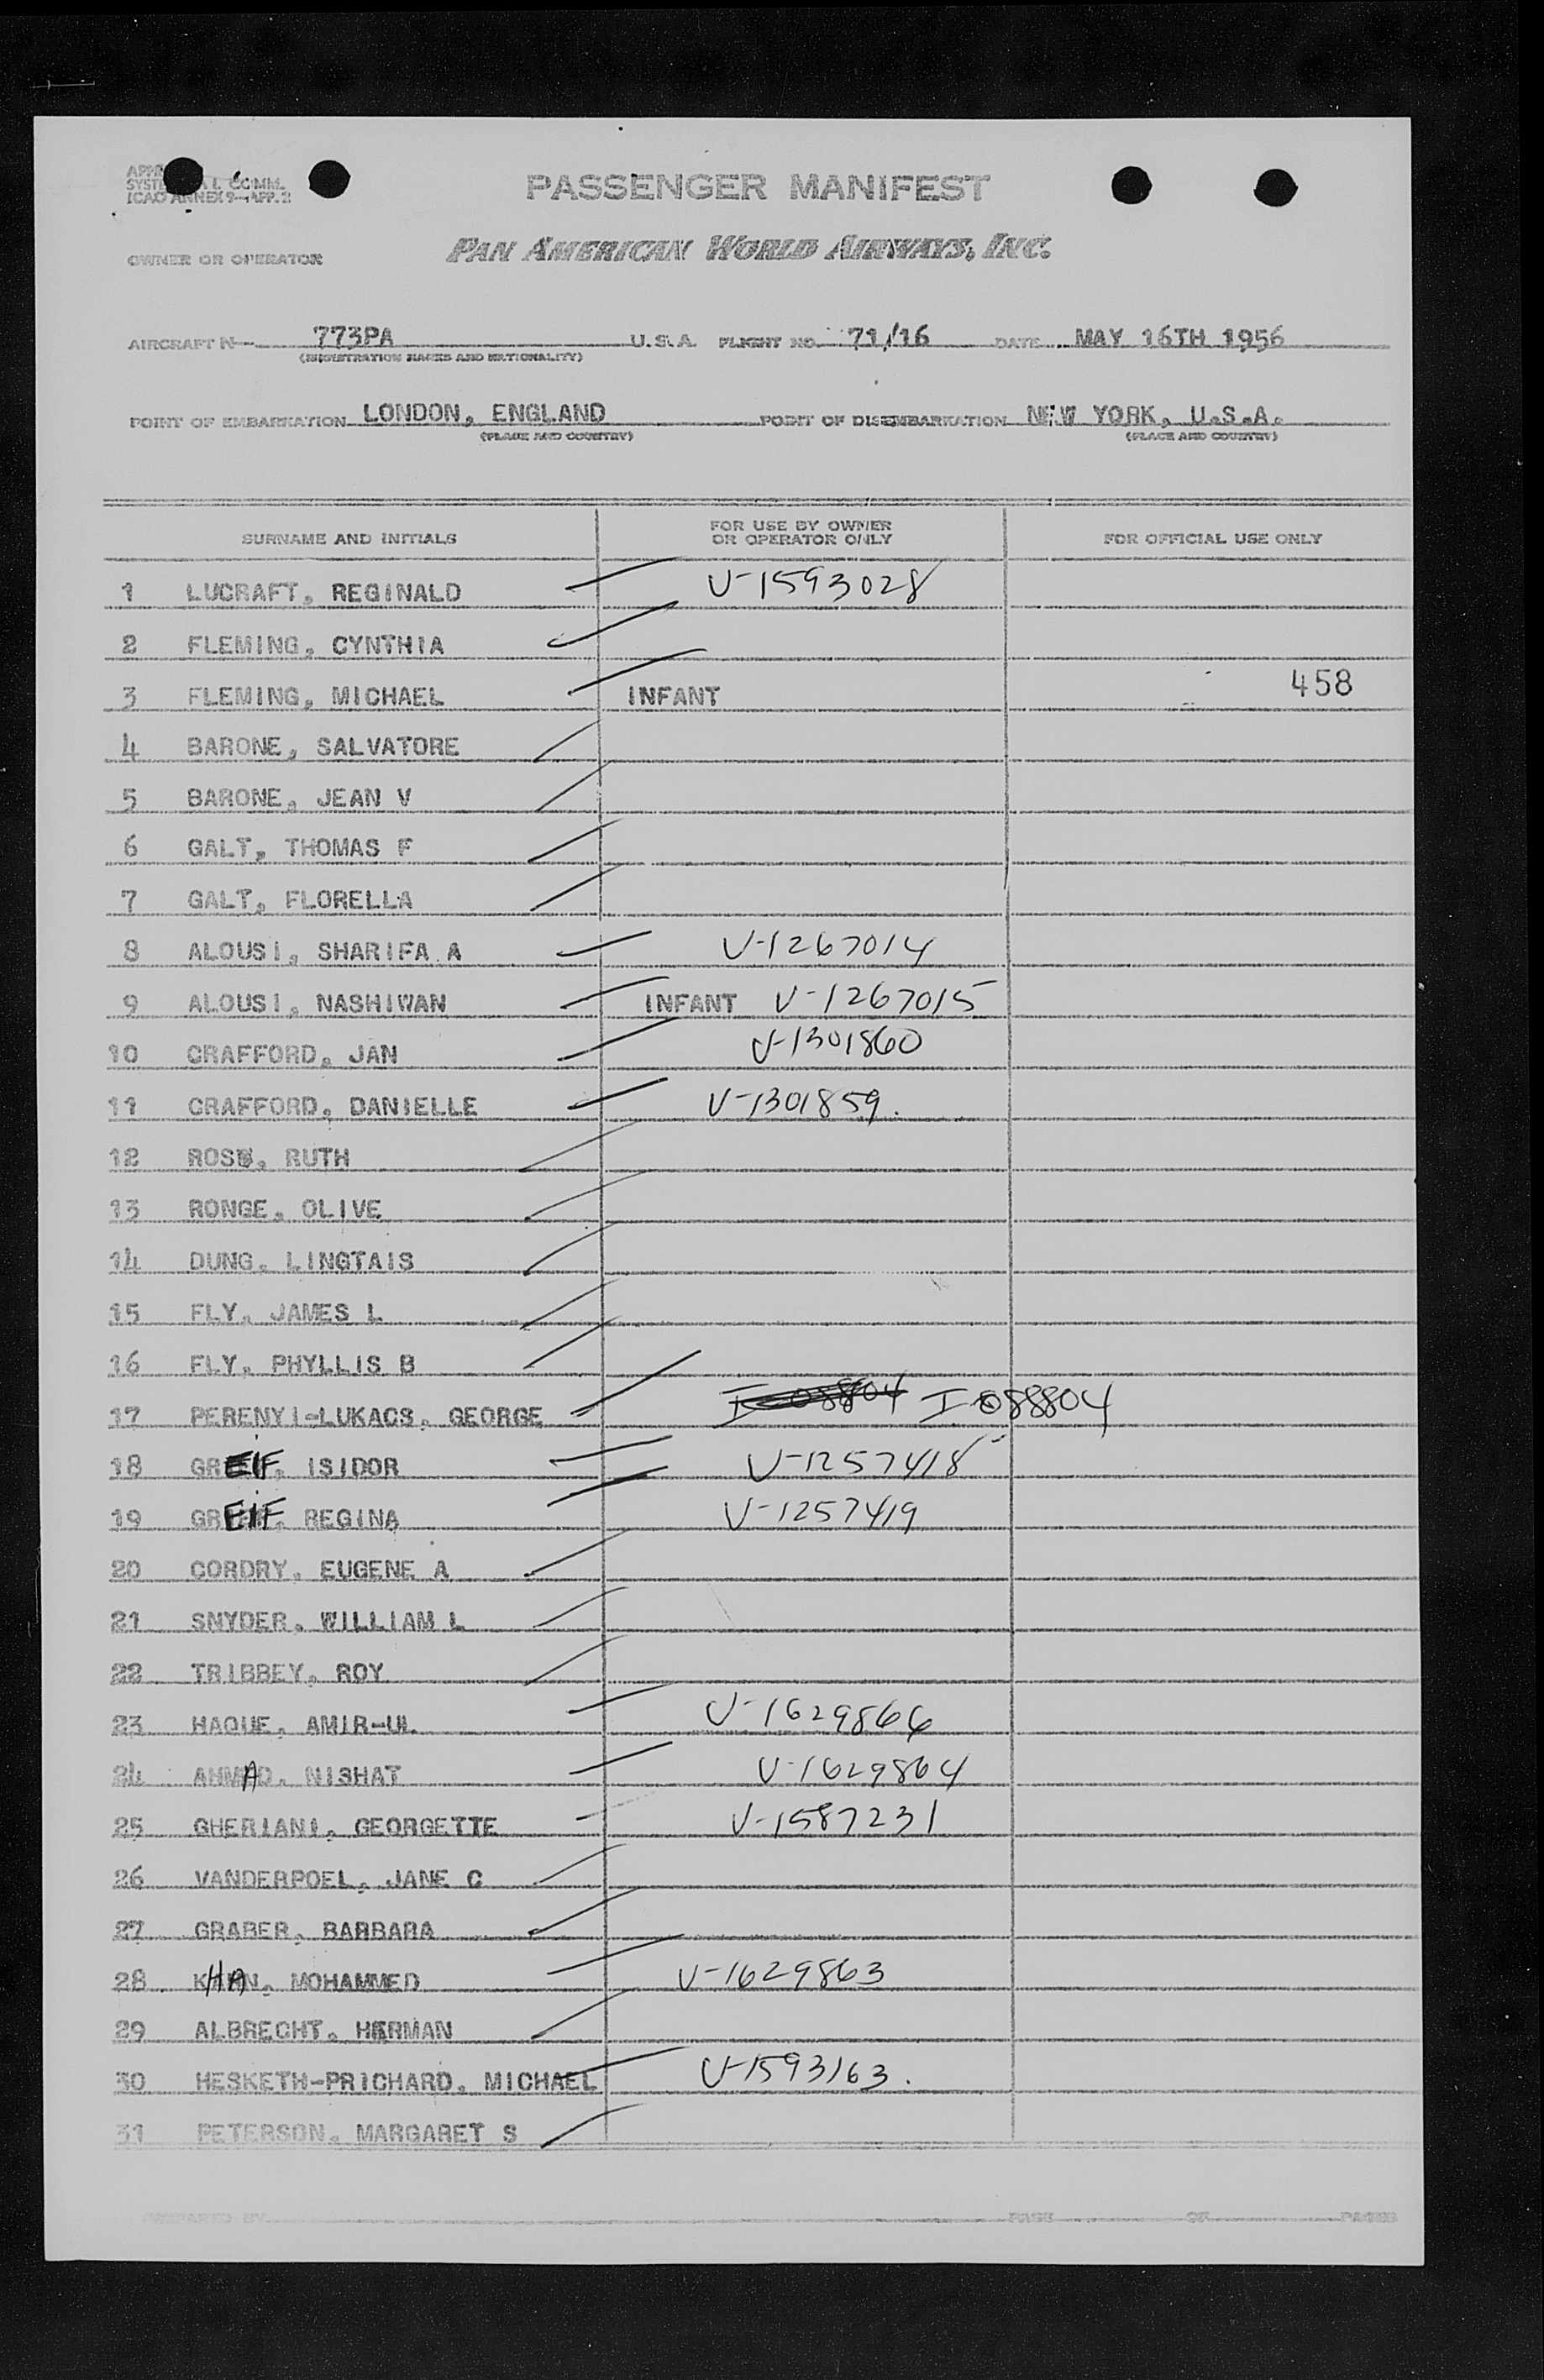 ICAO ANNEX 9-APP. 2
PASSENGER MANIFEST
OWNER OR OPERATOR PAN AMERICAN WORLD AIRWAYS, INC.
AIRCRAFT N- 773PA U.S.A. FLIGHT NO. 71/16 DATE MAY 16TH 1956
(REGISTRATION MARKS AND NATIONALITY)
POINT OF EMBARKATION LONDON, ENGLAND POINT OF DISEMBARKATION NEW YORK, U.S.A.
(PLACE AND COUNTRY) (PLACE AND COUNTRY)
SURNAME AND INITIALS FOR USE BY OWNER OR OPERATOR ONLY FOR OFFICIAL USE ONLY
1 LUCRAFT, REGINALD V-1593028
2 FLEMING, CYNTHIA
3 FLEMING, MICHAEL INFANT 458
4 BARONE, SALVATORE
5 BARONE, JEAN V
6 GALT, THOMAS F
7 GALT, FLORELLA
8 ALOUSI, SHARIFA A V-1267014
9 ALOUSI, NASHIWAN INFANT V-1267015
10 CRAFFORD, JAN V-1301860
11 CRAFFORD, DANIELLE V-1301859.
12 RUTH
13 RONGE, OLIVE
14 DUNG, LINGTAIS
15 FLY, JAMES L
16 FLY, PHYLLIS B
17 PERENYI-LUKACS, GEORGE I-08804 I-088804
18 GREIF, ISIDOR V-1257418
19 GREIF, REGINA V-1257419
20 CORDRY, EUGENE A
21 SNYDER, WILLIAM L
22 TRIBBEY, ROY
23 HAQUE, AMIR-UL V-1629866
24 AHMAD, NISHAT V-1629864
25 GHERIANI, GEORGETTE V-1587231
26 VANDERPOEL, JANE C
27 GRABER, BARBARA
28 KHAN, MOHAMMED V-1629863
29 ALBRECHT, HERMAN
30 HESKETH-PRICHARD, MICHAEL V-1593163.
31 PETERSON, MARGARET S
PREPARED BY PAGE OF PAGES